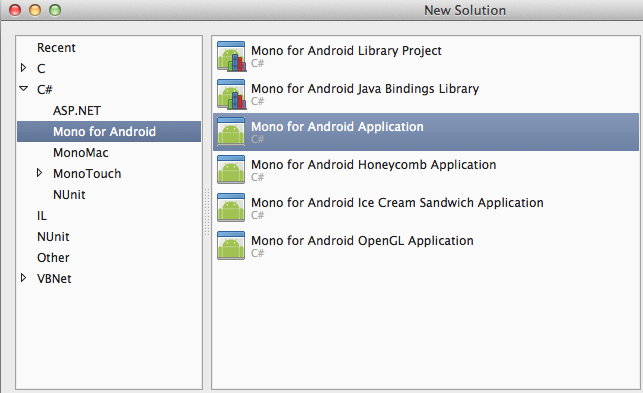 New Solution
Recent
C
C#
ASP.NET
Mono for Android
MonoMac
MonoTouch
NUnit
IL
NUnit
Other
VBNet
Mono for Android Library Project
C#
Mono for Android Java Bindings Library
C#
Mono for Android Application
C#
Mono for Android Honeycomb Application
C#
Mono for Android Ice Cream Sandwich Application
C#
Mono for Android OpenGL Application
C#